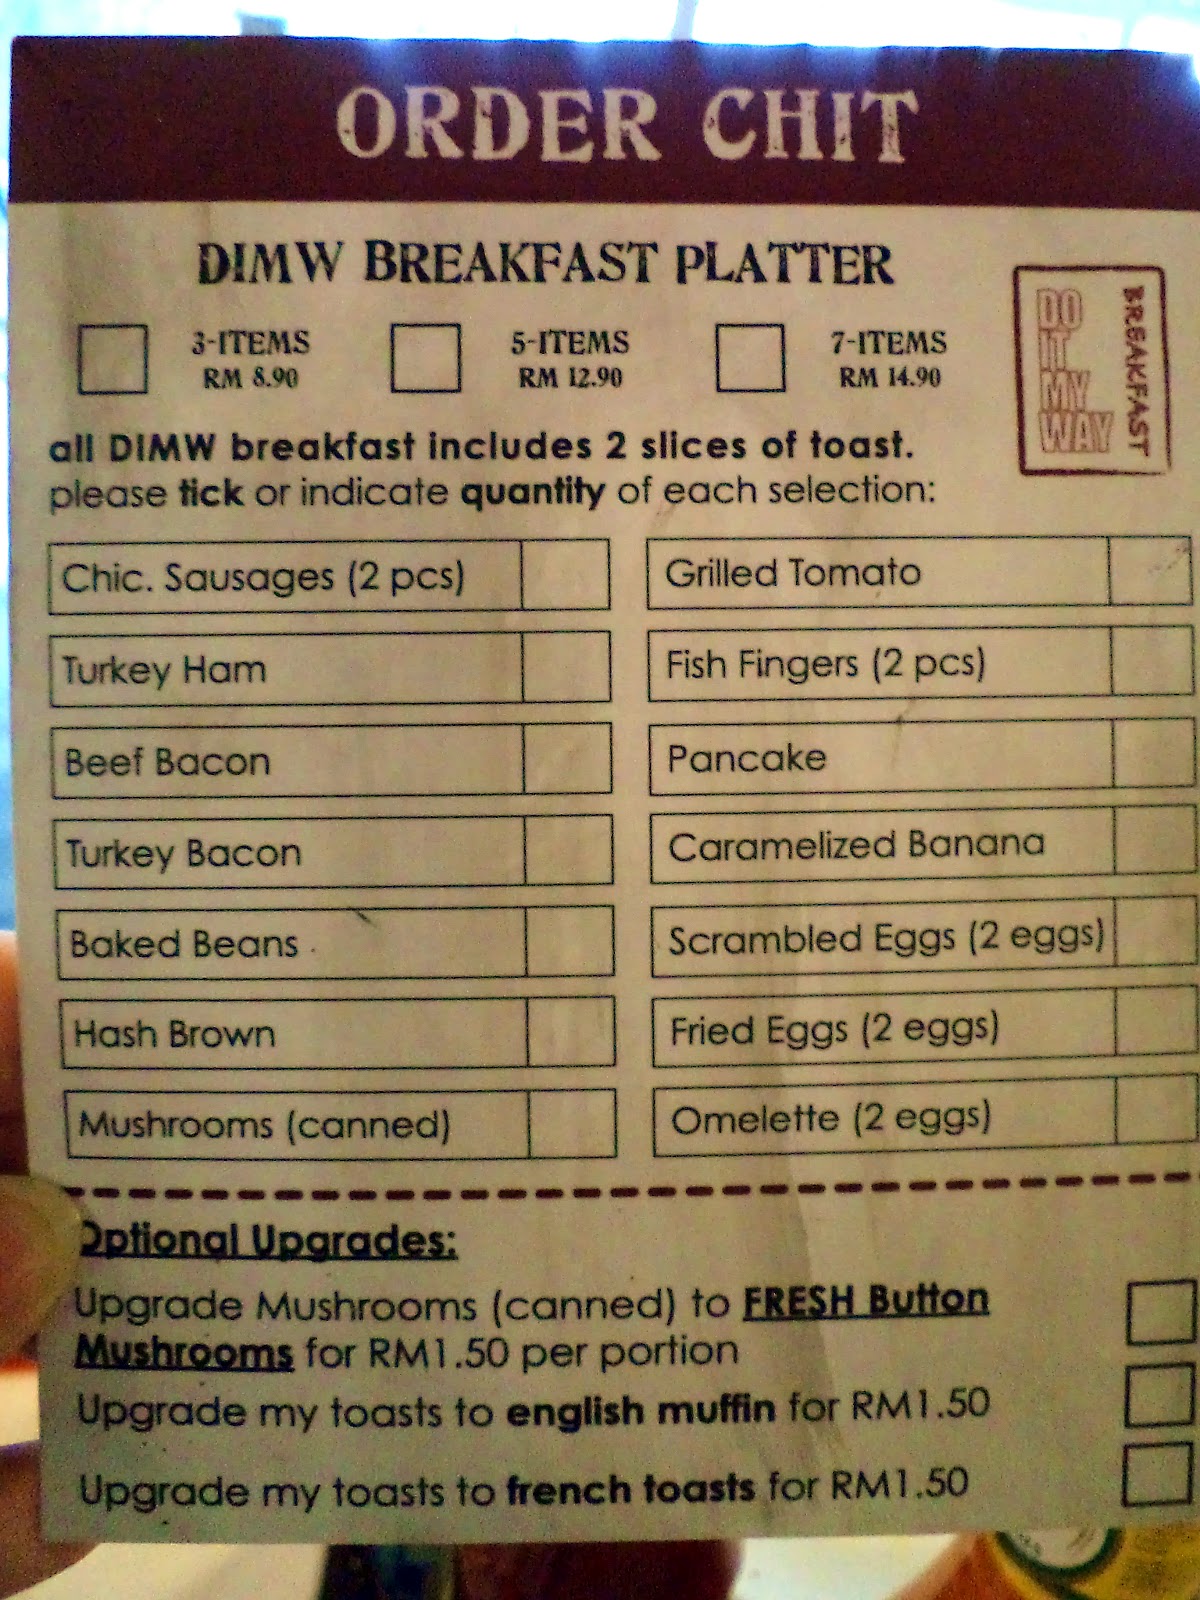 ORDER CHIT
DIMW BREAKFAST PLATTER
3-ITEMS
RM 8.90
5-ITEMS
RM 12.90
7-ITEMS
RM 14.90
DO
IT
MY
WAY
BREAKFAST
all DIMW breakfast includes 2 slices of toast.
please tick or indicate quantity of each selection:
Chic. Sausages (2 pcs)
Turkey Ham
Beef Bacon
Turkey Bacon
Baked Beans
Hash Brown
Mushrooms (canned)
Grilled Tomato
Fish Fingers (2 pcs)
Pancake
Caramelized Banana
Scrambled Eggs (2 eggs)
Fried Eggs (2 eggs)
Omelette (2 eggs)
Optional Upgrades:
Upgrade Mushrooms (canned) to FRESH Button
Mushrooms for RM1.50 per portion
Upgrade my toasts to english muffin for RM1.50
Upgrade my toasts to french toasts for RM1.50